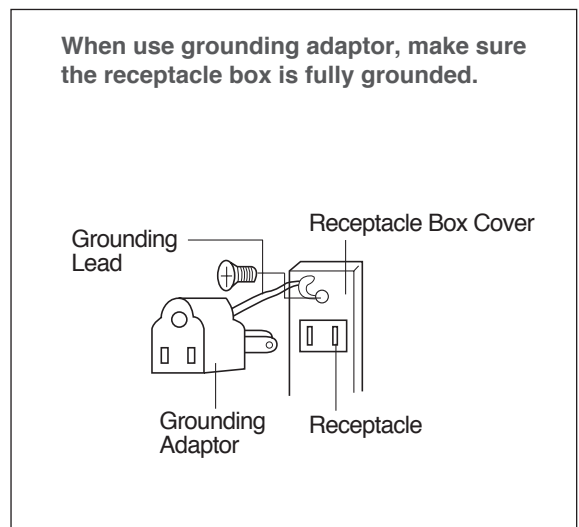 When use grounding adaptor, make sure
the receptacle box is fully grounded.
Receptacle Box Cover
Grounding
Lead
Grounding
Adaptor
Receptacle